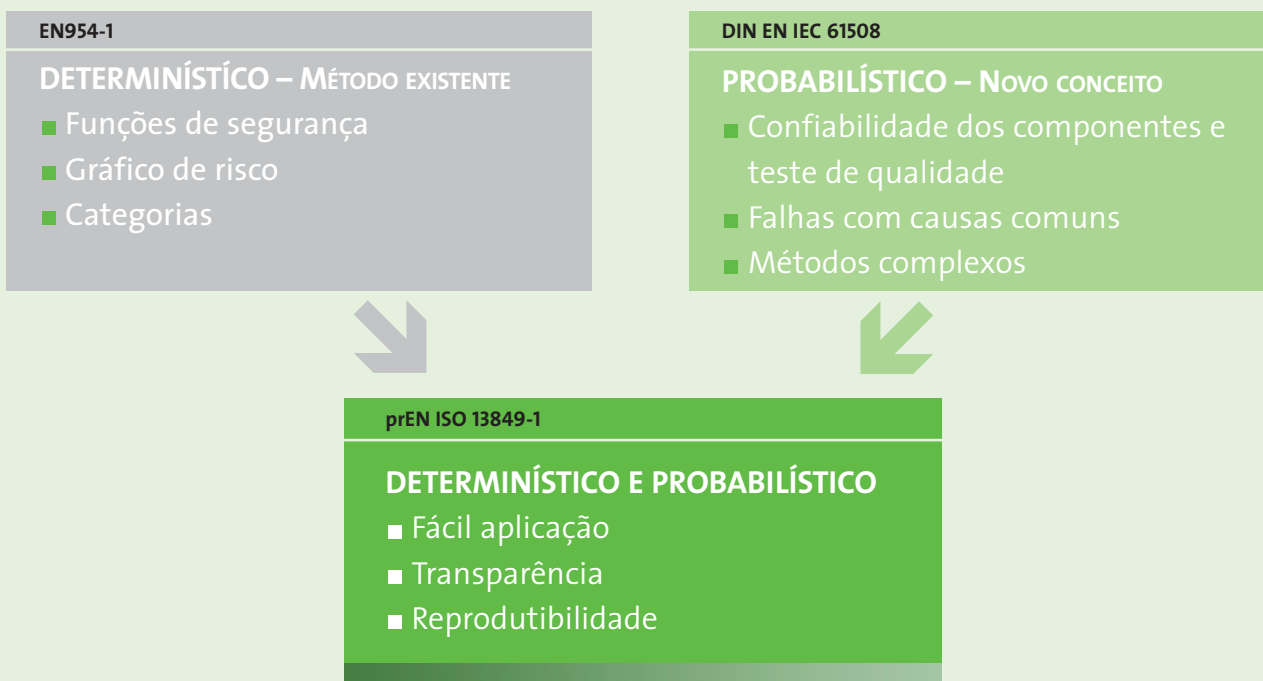 EN954-1
DETERMINÍSTÍCO – MÉTODO EXISTENTE
Funções de segurança
Gráfico de risco
Categorias
DIN EN IEC 61508
PROBABILÍSTICO – NOVO CONCEITO
Confiabilidade dos componentes e
teste de qualidade
Falhas com causas comuns
Métodos complexos
prEN ISO 13849-1
DETERMINÍSTICO E PROBABILÍSTICO
Fácil aplicação
Transparência
Reprodutibilidade